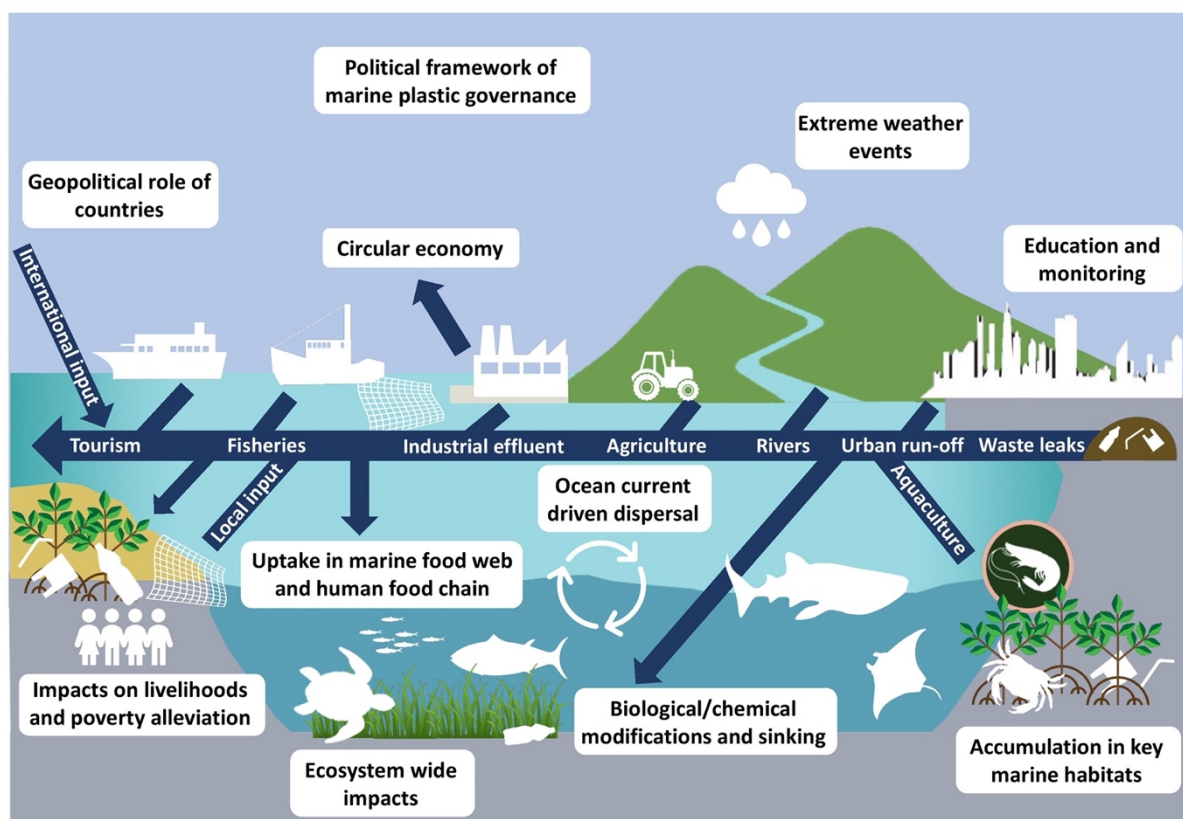 Political framework of
marine plastic governance
Extreme weather
events
Geopolitical role of
countries
Circular economy
Education and
monitoring
International input
Tourism
Fisheries
Industrial effluent
Agriculture
Rivers
Urban run-off
Waste leaks
Local input
Aquaculture
Ocean current
driven dispersal
Uptake in marine food web
and human food chain
Impacts on livelihoods
and poverty alleviation
Biological/chemical
modifications and sinking
Accumulation in key
marine habitats
Ecosystem wide
impacts